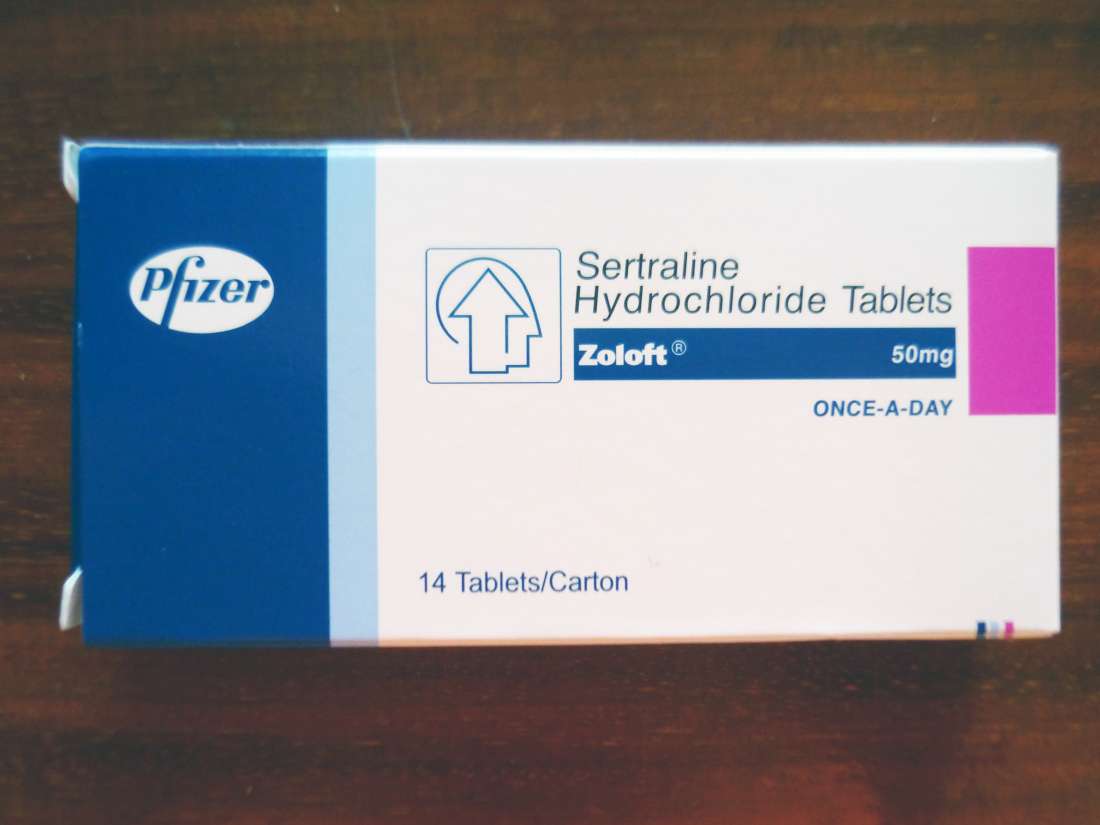 Pfizer
Sertraline
Hydrochloride Tablets
Zoloft® 50mg
ONCE-A-DAY
14 Tablets/Carton